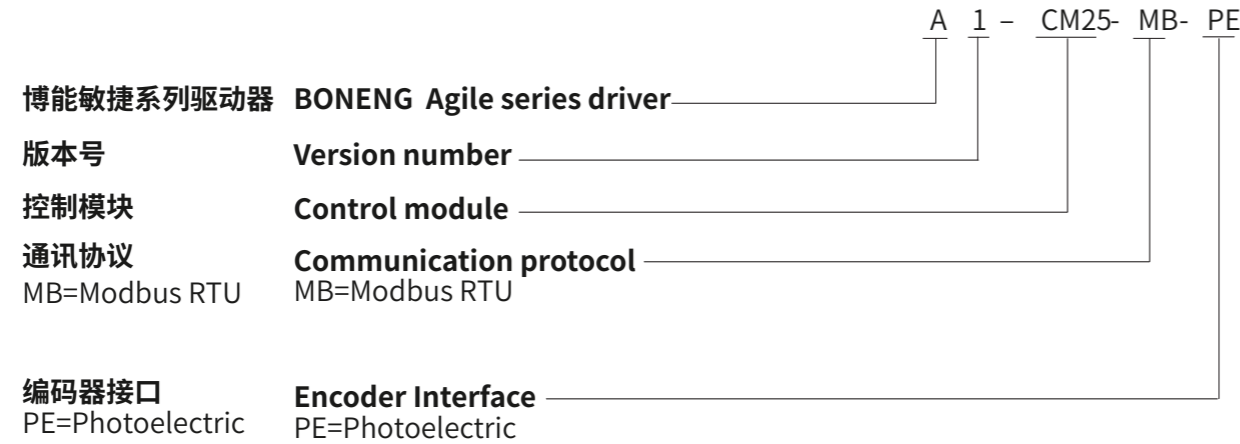 A 1 – CM25- MB- PE
博能敏捷系列驱动器 BONENG Agile series driver
版本号 Version number
控制模块 Control module
通讯协议 Communication protocol
MB=Modbus RTU MB=Modbus RTU
编码器接口 Encoder Interface
PE=Photoelectric PE=Photoelectric